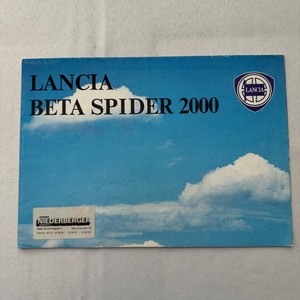 LANCIA
BETA SPIDER 2000
LANCIA
NIEDERBERGER